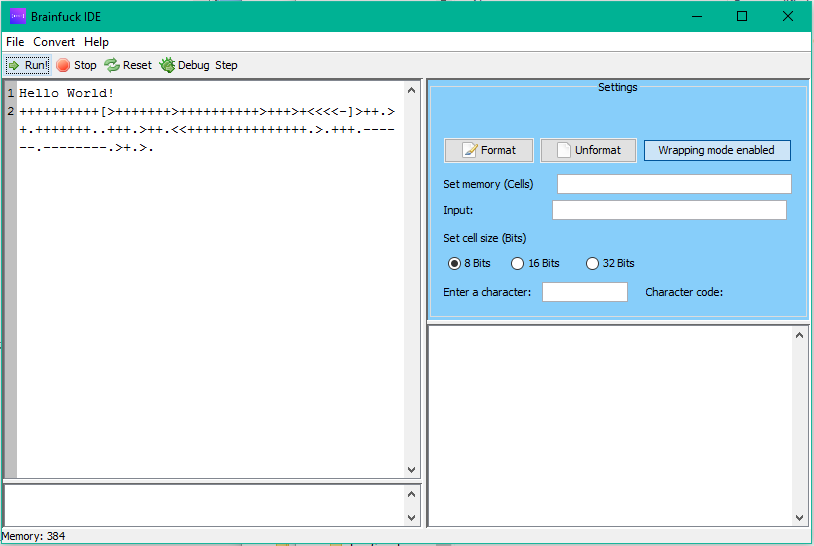 Brainfuck IDE
File Convert Help
Run! Stop Reset Debug Step
1 Hello World!
2 ++++++++++[>+++++++>++++++++++>+++>+<<<<-]>++.>
+.+++++++..+++.>++.<<+++++++++++++++.>.+++.---
---.--------.>+.>.
Settings
Format Unformat Wrapping mode enabled
Set memory (Cells)
Input:
Set cell size (Bits)
8 Bits 16 Bits 32 Bits
Enter a character: Character code:
Memory: 384